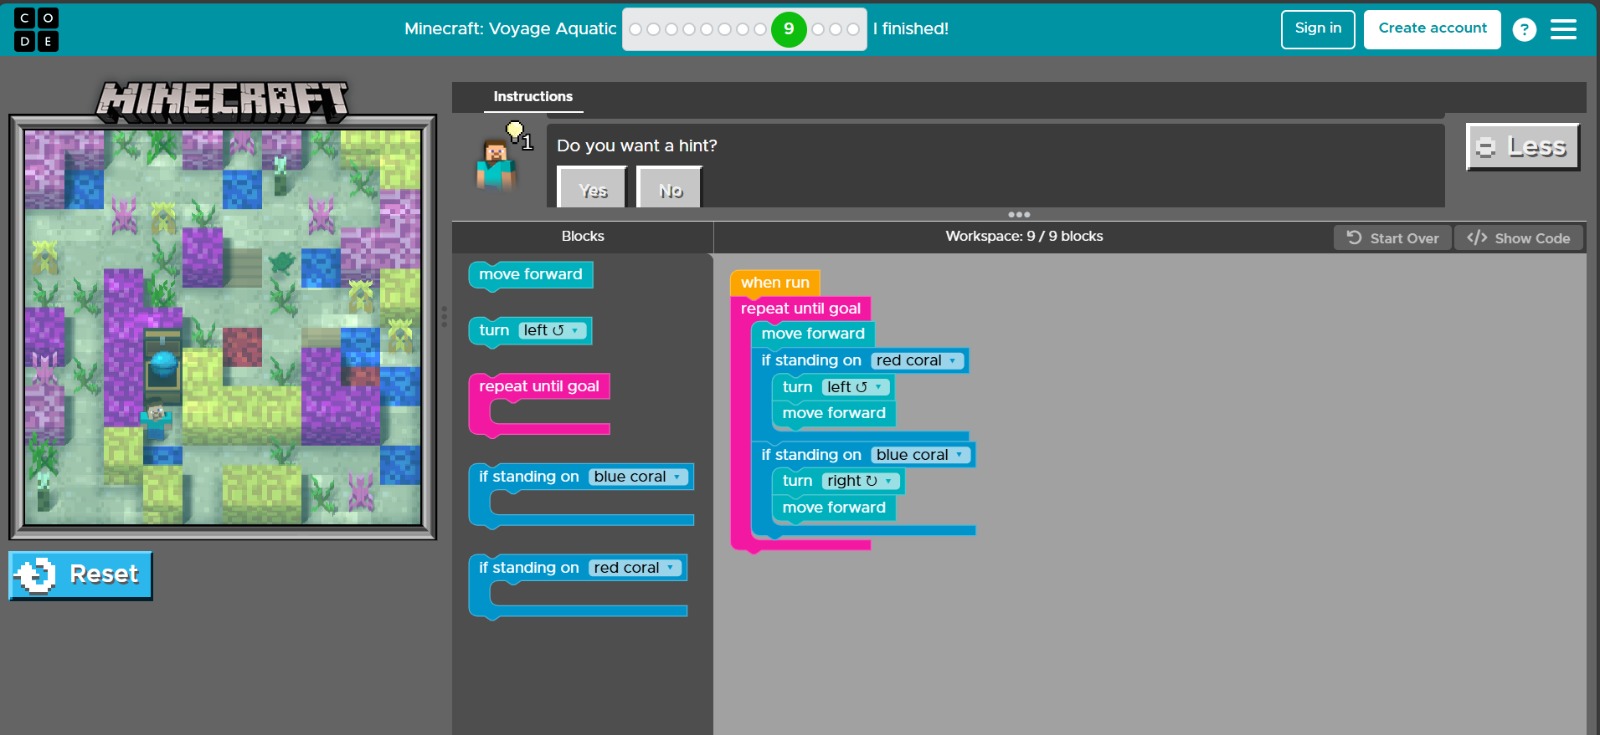 CODE
Minecraft: Voyage Aquatic
9
I finished!
Sign in
Create account
?
MINECRAFT
Instructions
1
Do you want a hint?
Yes
No
Less
Blocks
Workspace: 9 / 9 blocks
Start Over
</> Show Code
move forward
turn left ↺
repeat until goal
if standing on blue coral
if standing on red coral
when run
repeat until goal
move forward
if standing on red coral
turn left ↺
move forward
if standing on blue coral
turn right ↻
move forward
Reset